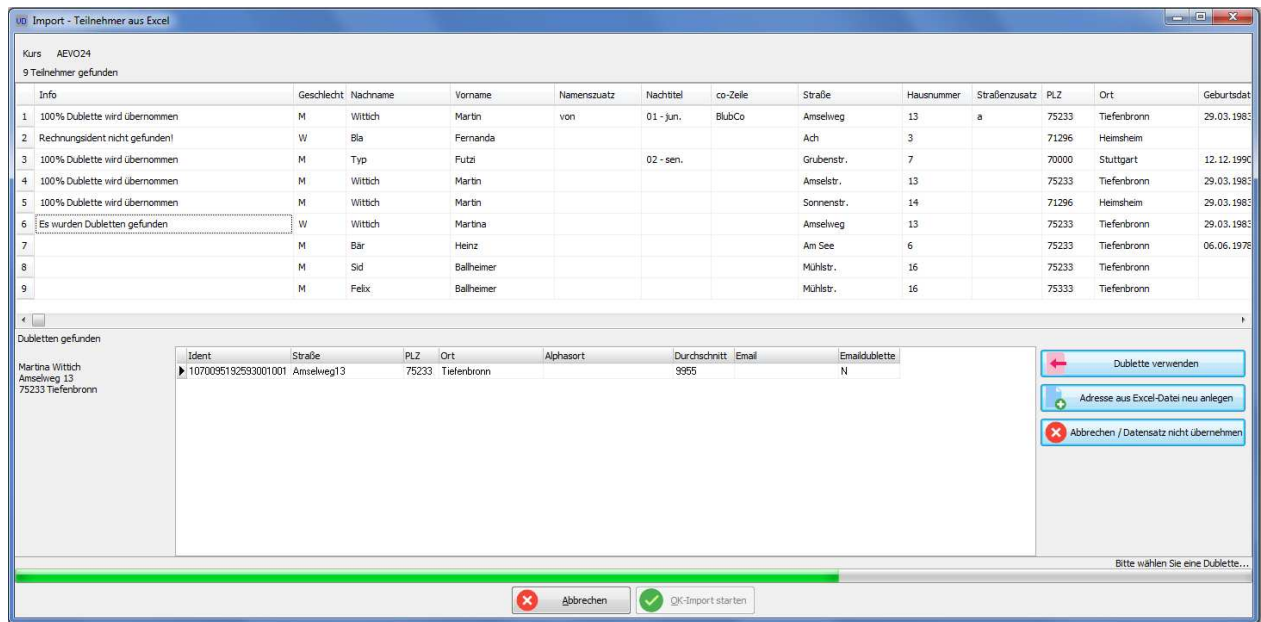 UD Import - Teilnehmer aus Excel
Kurs AEVO24
9 Teilnehmer gefunden
Info Geschlecht Nachname Vorname Namenszuatz Nachtitel co-Zeile Straße Hausnummer Straßenzusatz PLZ Ort Geburtsdat
1 100% Dublette wird übernommen M Wittich Martin von 01 - jun. BlubCo Amselweg 13 a 75233 Tiefenbronn 29.03.1983
2 Rechnungsident nicht gefunden! W Bla Fernanda Ach 3 71296 Heimsheim
3 100% Dublette wird übernommen M Typ Futzi 02 - sen. Grubenstr. 7 70000 Stuttgart 12.12.1990
4 100% Dublette wird übernommen M Wittich Martin Amselstr. 13 75233 Tiefenbronn 29.03.1983
5 100% Dublette wird übernommen M Wittich Martin Sonnenstr. 14 71296 Heimsheim 29.03.1983
6 Es wurden Dubletten gefunden W Wittich Martina Amselweg 13 75233 Tiefenbronn 29.03.1983
7 M Bär Heinz Am See 6 75233 Tiefenbronn 06.06.1978
8 M Sid Ballheimer Mühlstr. 16 75233 Tiefenbronn
9 M Felix Ballheimer Mühlstr. 16 75333 Tiefenbronn
Dubletten gefunden
Martina Wittich
Amselweg 13
75233 Tiefenbronn
Ident Straße PLZ Ort Alphasort Durchschnitt Email Emaildublette
1070095192593001001 Amselweg13 75233 Tiefenbronn 9955 N
Dublette verwenden
Adresse aus Excel-Datei neu anlegen
Abbrechen / Datensatz nicht übernehmen
Bitte wählen Sie eine Dublette...
Abbrechen OK-Import starten